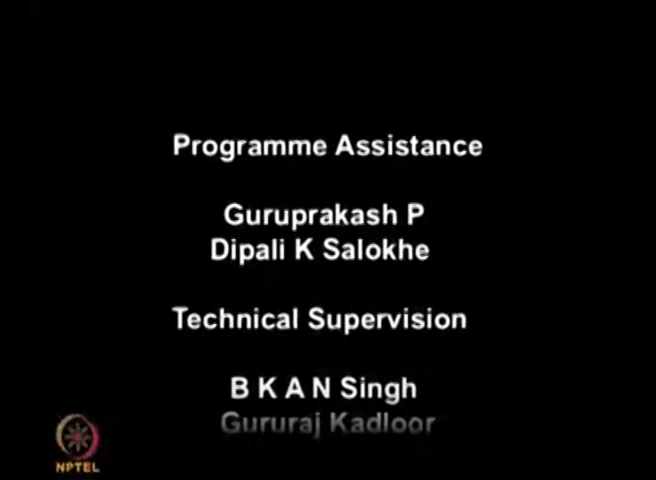 Programme Assistance
Guruprakash P
Dipali K Salokhe
Technical Supervision
B K A N Singh
Gururaj Kadloor
NPTEL